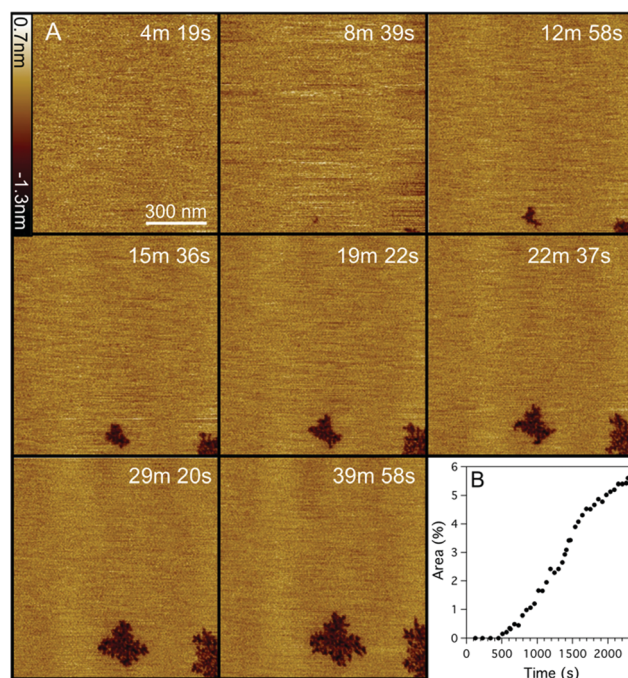 0.7nm
-1.3nm
A
4m 19s
300 nm
8m 39s
12m 58s
15m 36s
19m 22s
22m 37s
29m 20s
39m 58s
B
6
5
4
3
2
1
0
Area (%)
0 500 1000 1500 2000
Time (s)